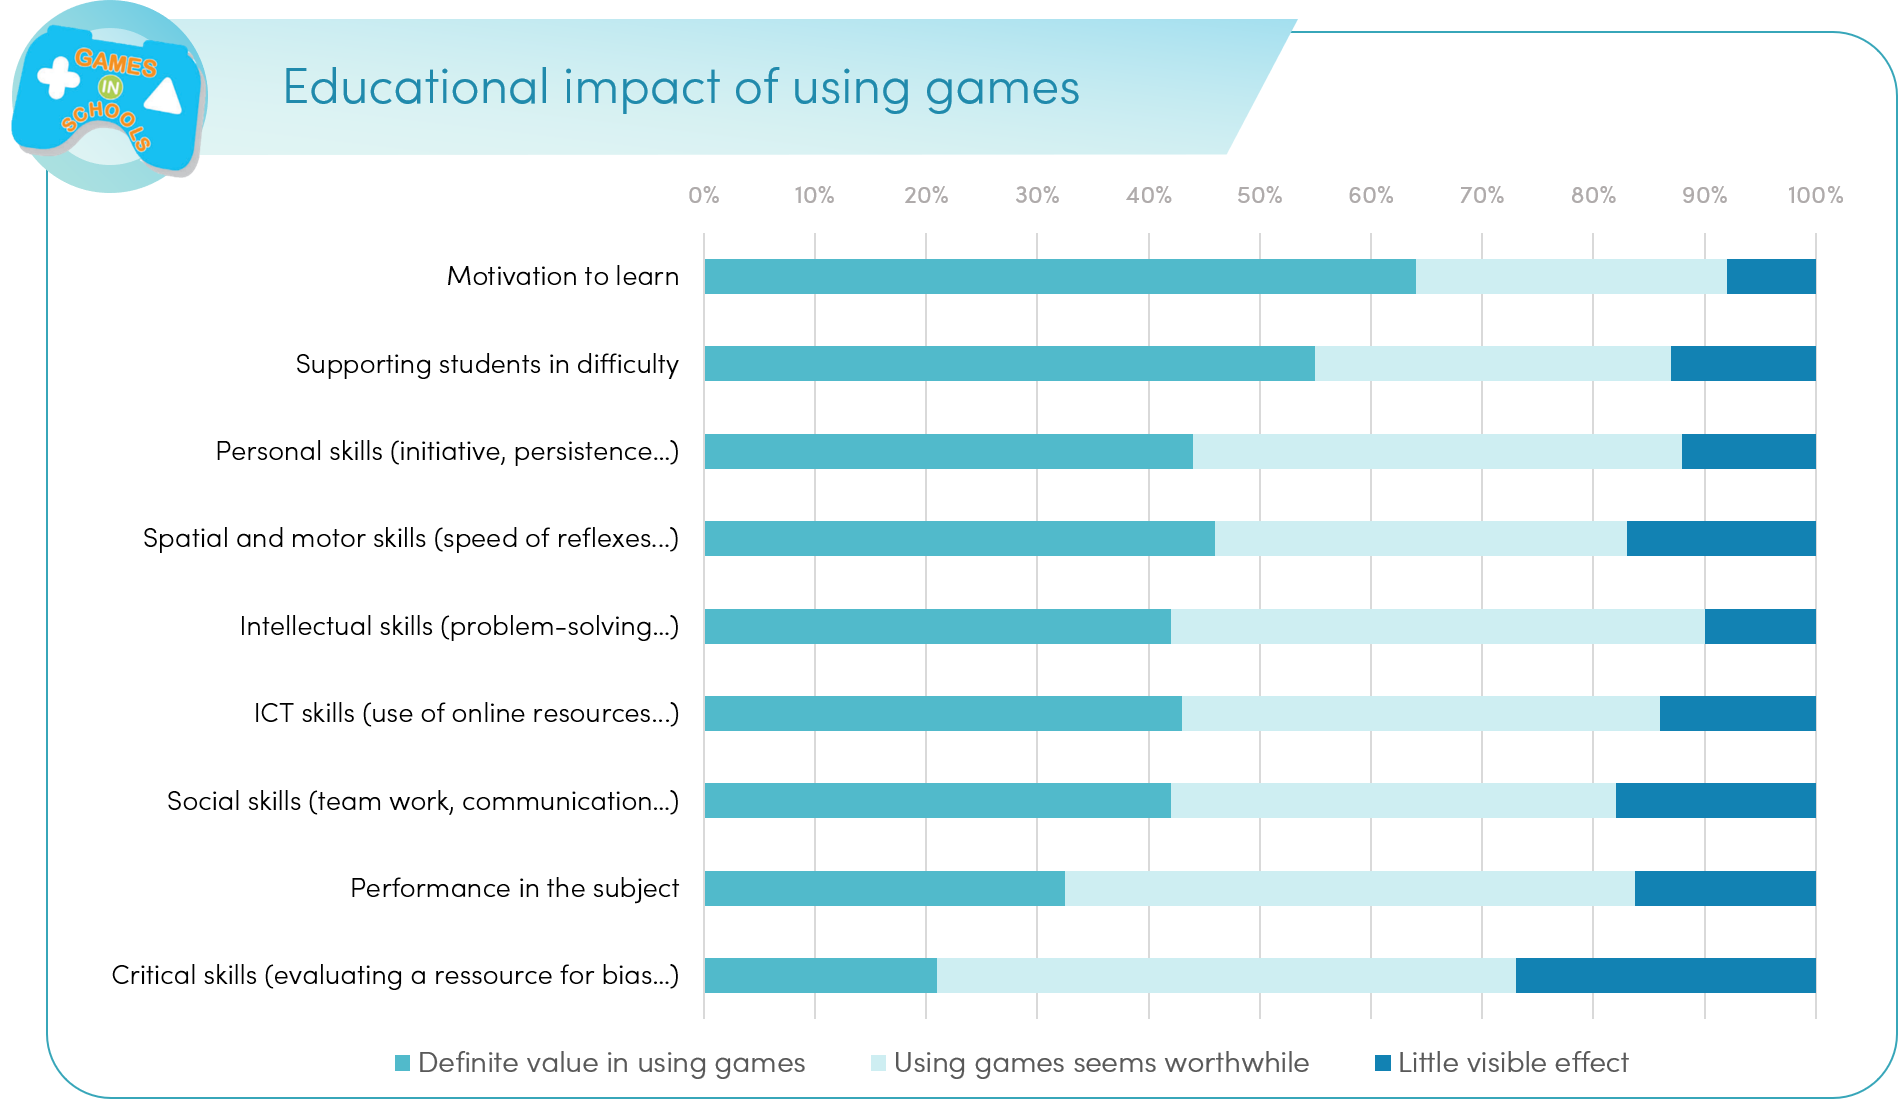 GAMES
IN
SCHOOLS
Educational impact of using games
0% 10% 20% 30% 40% 50% 60% 70% 80% 90% 100%
Motivation to learn
Supporting students in difficulty
Personal skills (initiative, persistence...)
Spatial and motor skills (speed of reflexes...)
Intellectual skills (problem-solving...)
ICT skills (use of online resources...)
Social skills (team work, communication...)
Performance in the subject
Critical skills (evaluating a ressource for bias...)
Definite value in using games Using games seems worthwhile Little visible effect